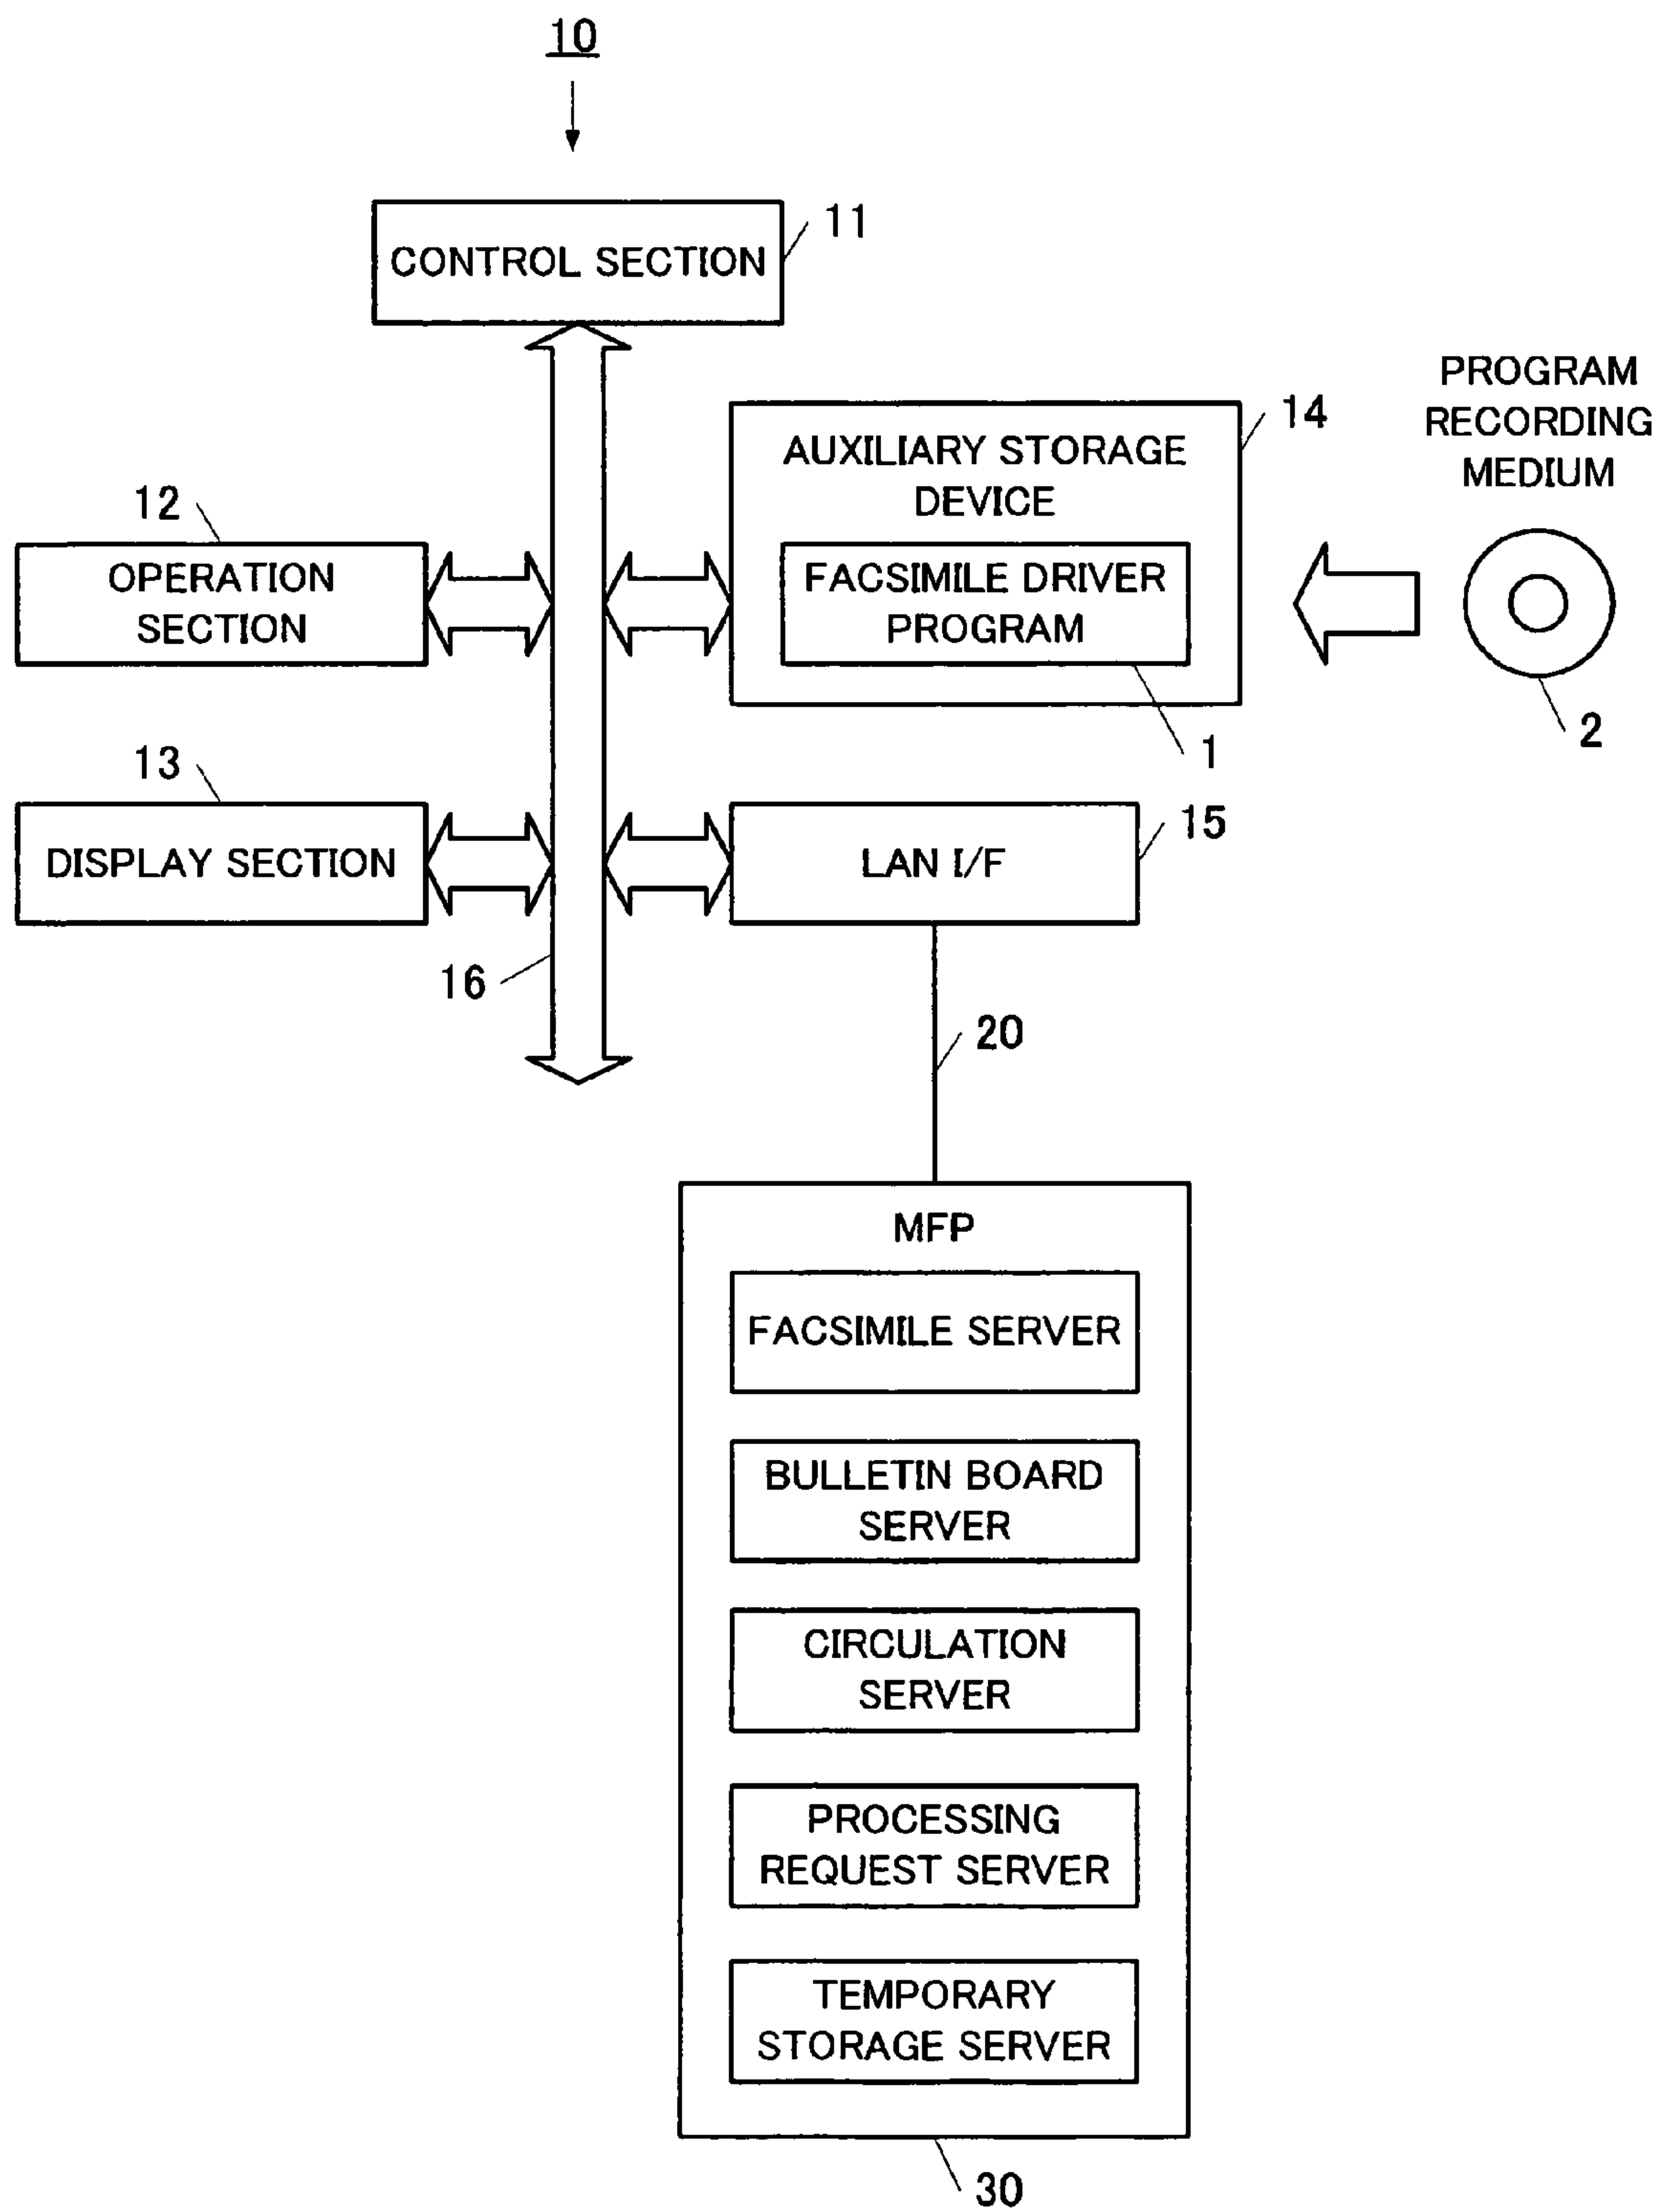 10
CONTROL SECTION
11
PROGRAM
RECORDING
MEDIUM
14
AUXILIARY STORAGE
DEVICE
12
OPERATION
SECTION
FACSIMILE DRIVER
PROGRAM
2
1
13
DISPLAY SECTION
15
LAN I/F
16
20
MFP
FACSIMILE SERVER
BULLETIN BOARD
SERVER
CIRCULATION
SERVER
PROCESSING
REQUEST SERVER
TEMPORARY
STORAGE SERVER
30